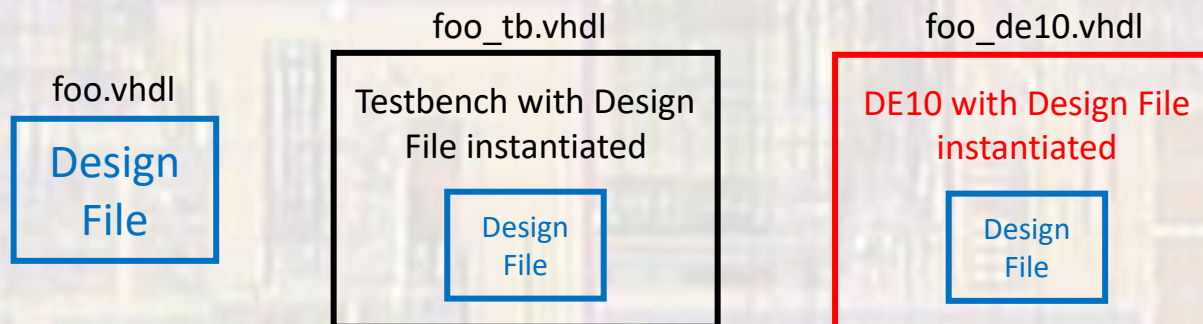 foo.vhdl
Design
File
foo_tb.vhdl
Testbench with Design
File instantiated
Design
File
foo_de10.vhdl
DE10 with Design File
instantiated
Design
File